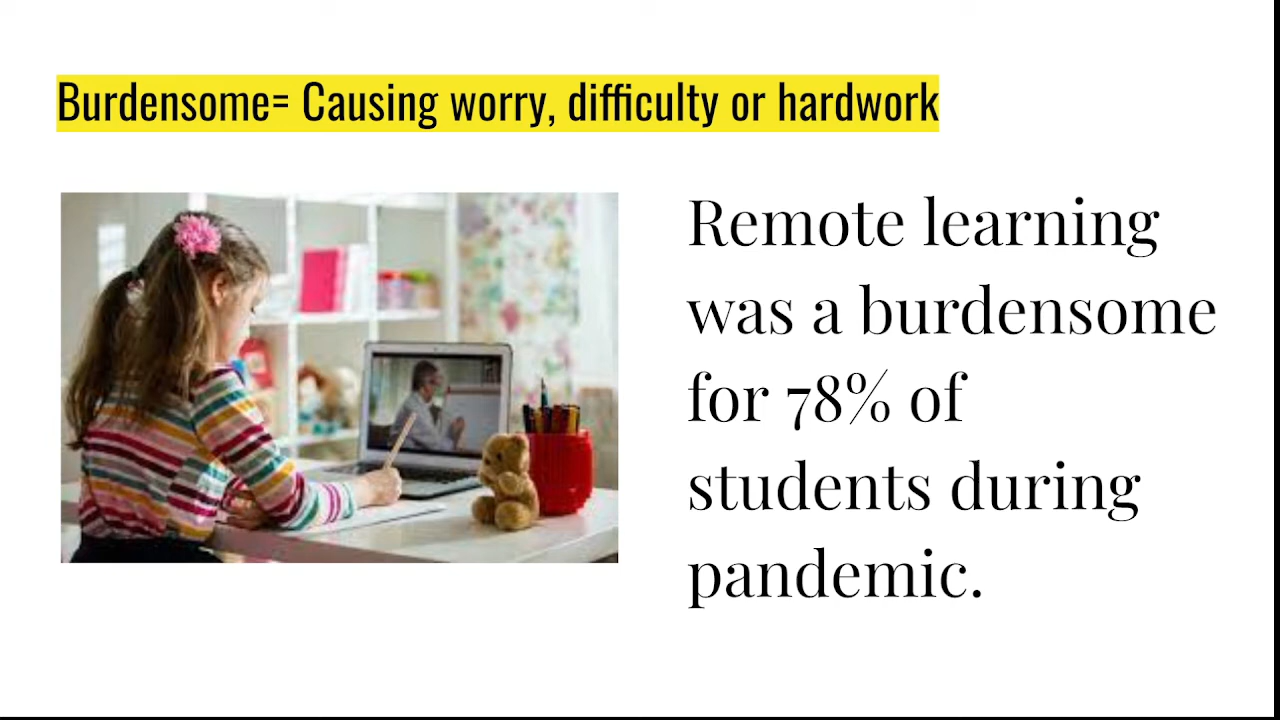 Burdensome= Causing worry, difficulty or hardwork
Remote learning
was a burdensome
for 78% of
students during
pandemic.